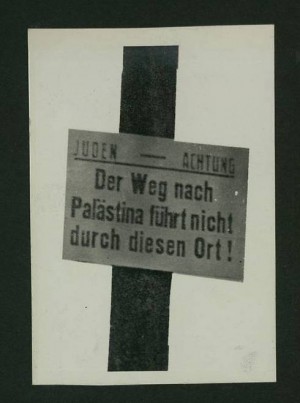 JUDEN — ACHTUNG
Der Weg nach
Palästina führt nicht
durch diesen Ort!